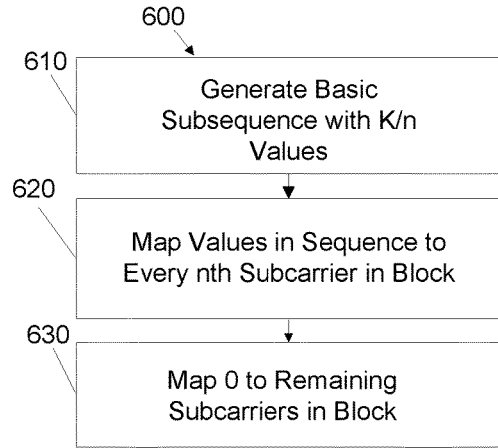 600
610
Generate Basic
Subsequence with K/n
Values
620
Map Values in Sequence to
Every nth Subcarrier in Block
630
Map 0 to Remaining
Subcarriers in Block